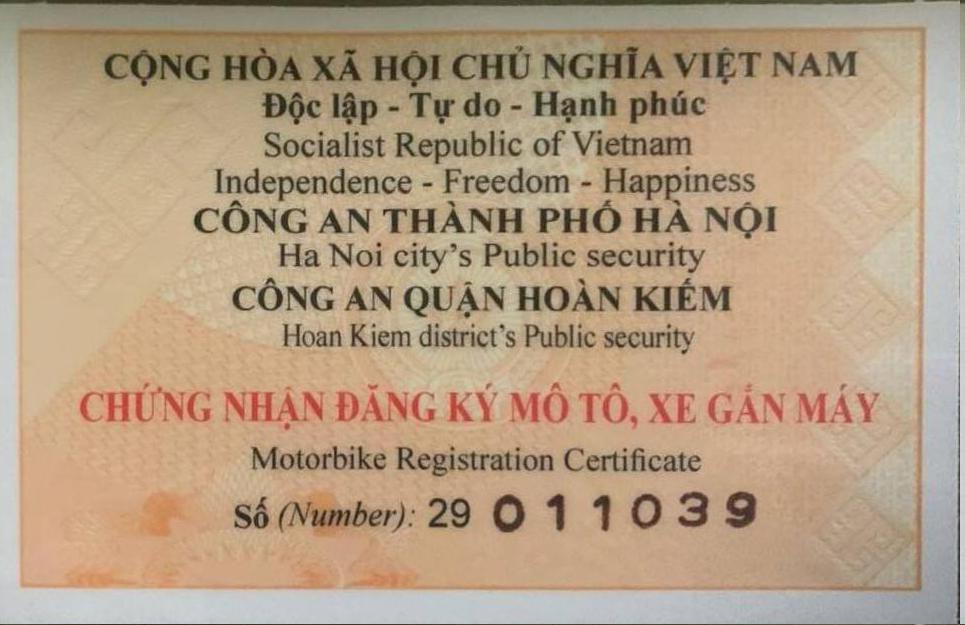 CỘNG HÒA XÃ HỘI CHỦ NGHĨA VIỆT NAM
Độc lập - Tự do - Hạnh phúc
Socialist Republic of Vietnam
Independence - Freedom - Happiness
CÔNG AN THÀNH PHỐ HÀ NỘI
Ha Noi city's Public security
CÔNG AN QUẬN HOÀN KIẾM
Hoan Kiem district's Public security
CHỨNG NHẬN ĐĂNG KÝ MÔ TÔ, XE GẮN MÁY
Motorbike Registration Certificate
Số (Number): 29 011039